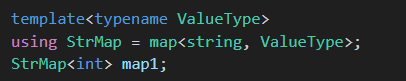 template<typename ValueType>
using StrMap = map<string, ValueType>;
StrMap<int> map1;